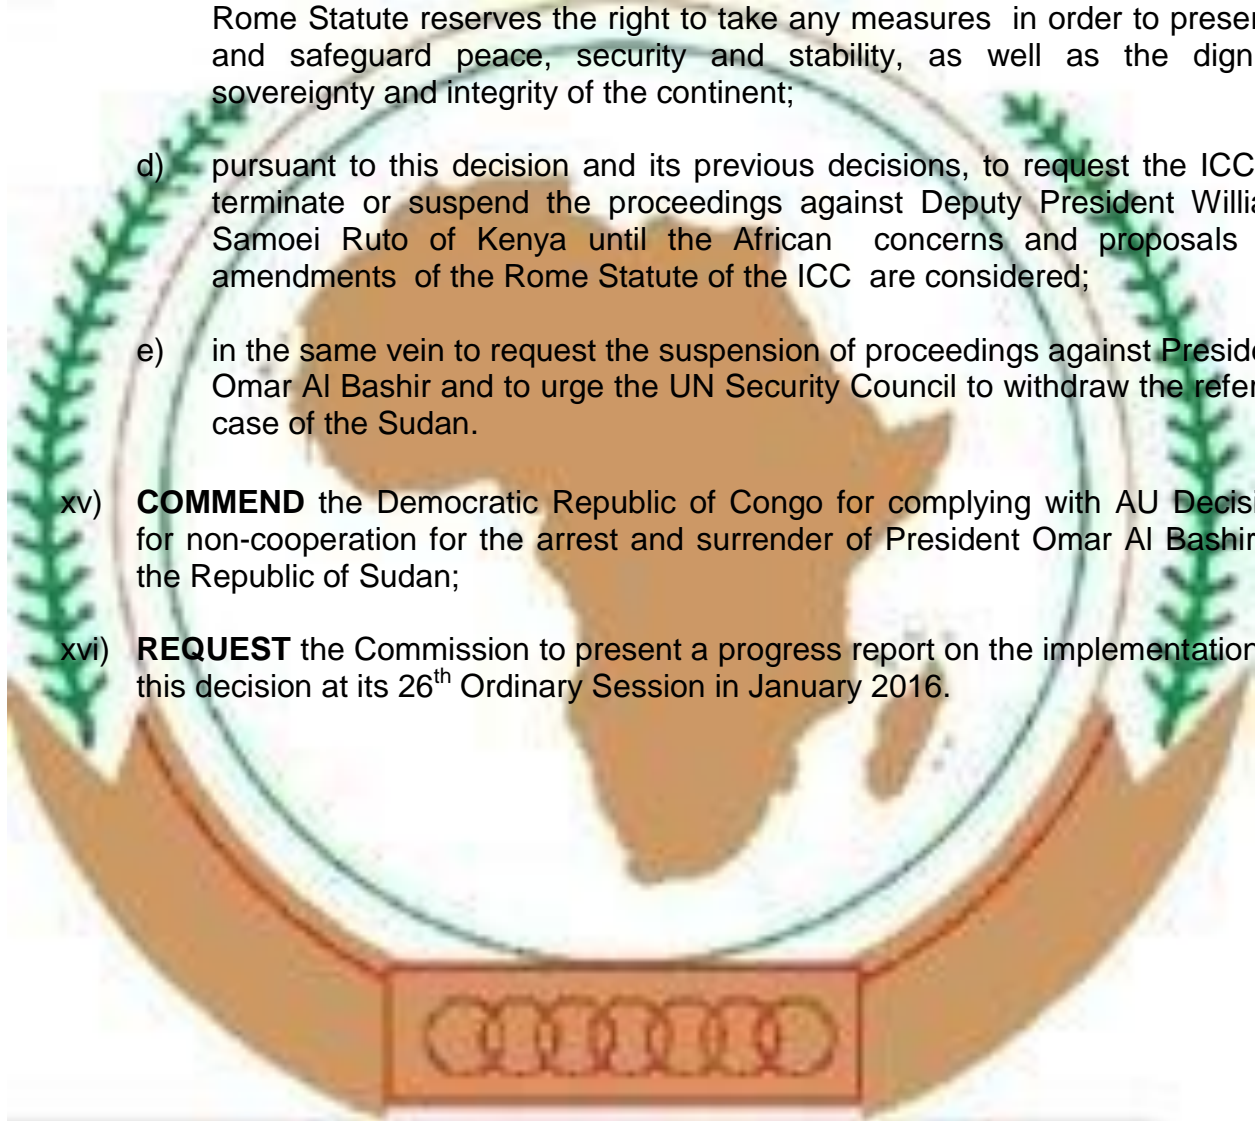 Rome Statute reserves the right to take any measures in order to preser
and safeguard peace, security and stability, as well as the dign
sovereignty and integrity of the continent;
d) pursuant to this decision and its previous decisions, to request the ICC
terminate or suspend the proceedings against Deputy President Willia
Samoei Ruto of Kenya until the African concerns and proposals
amendments of the Rome Statute of the ICC are considered;
e) in the same vein to request the suspension of proceedings against Preside
Omar Al Bashir and to urge the UN Security Council to withdraw the refer
case of the Sudan.
xv) COMMEND the Democratic Republic of Congo for complying with AU Decisi
for non-cooperation for the arrest and surrender of President Omar Al Bashir
the Republic of Sudan;
xvi) REQUEST the Commission to present a progress report on the implementation
this decision at its 26th Ordinary Session in January 2016.